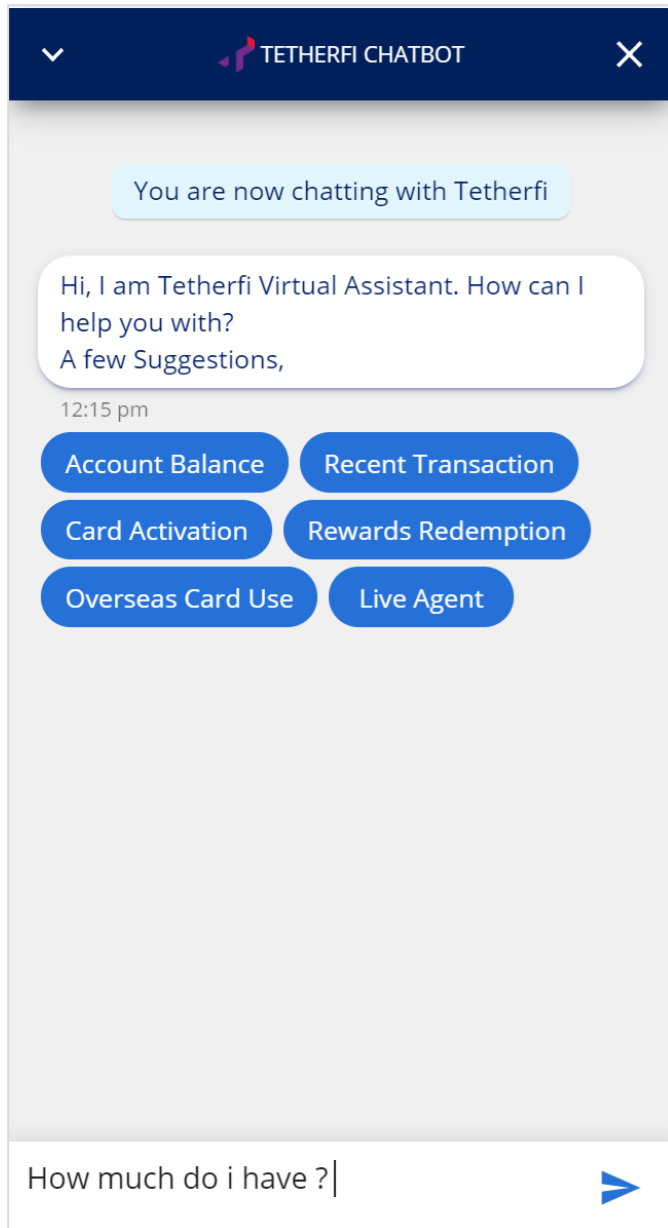 TETHERFI CHATBOT
You are now chatting with Tetherfi
Hi, I am Tetherfi Virtual Assistant. How can I
help you with?
A few Suggestions,
12:15 pm
Account Balance Recent Transaction
Card Activation Rewards Redemption
Overseas Card Use Live Agent
How much do i have ?